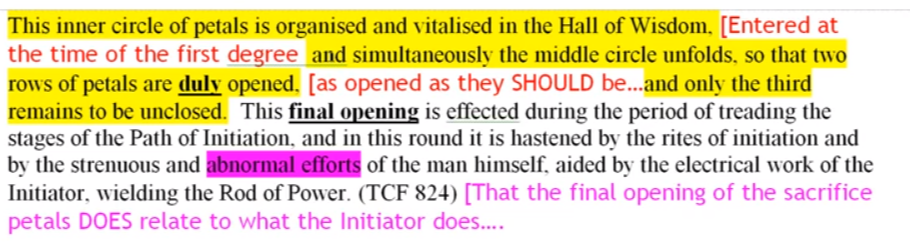 This inner circle of petals is organised and vitalised in the Hall of Wisdom, [Entered at
the time of the first degree and simultaneously the middle circle unfolds, so that two
rows of petals are duly opened, [as opened as they SHOULD be...and only the third
remains to be unclosed. This final opening is effected during the period of treading the
stages of the Path of Initiation, and in this round it is hastened by the rites of initiation and
by the strenuous and abnormal efforts of the man himself, aided by the electrical work of the
Initiator, wielding the Rod of Power. (TCF 824) [That the final opening of the sacrifice
petals DOES relate to what the Initiator does....